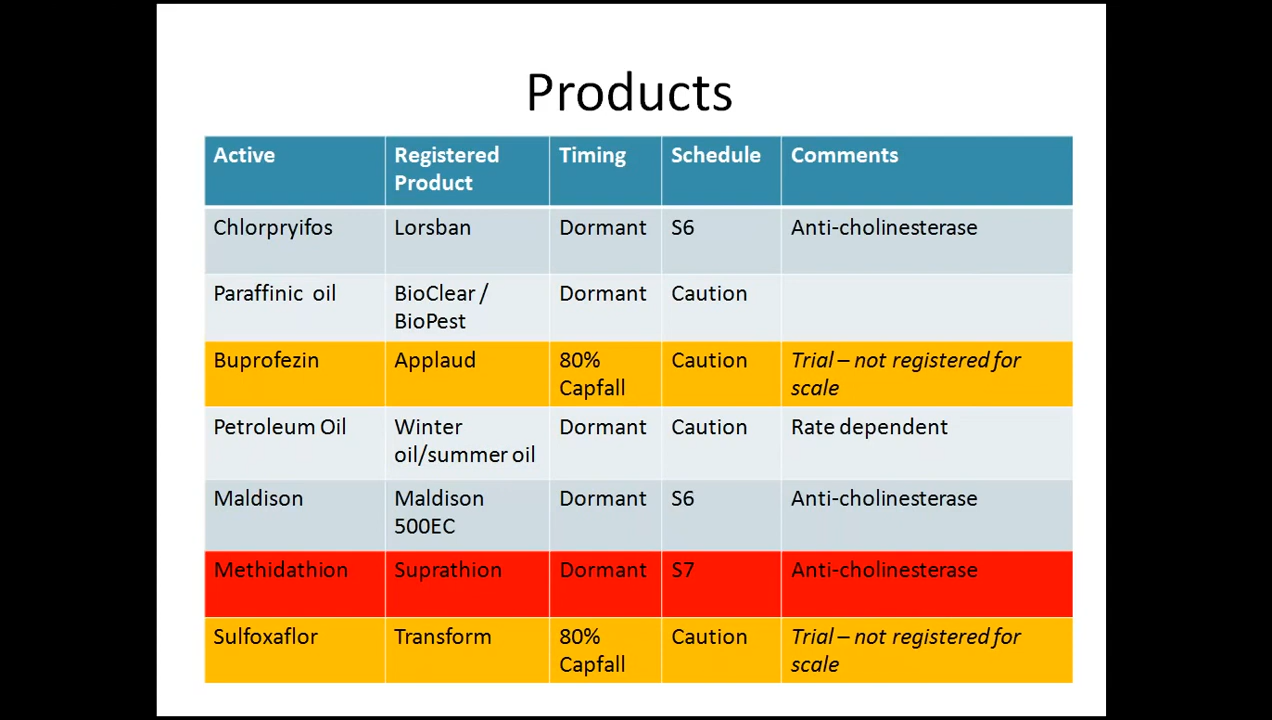 Products
Active Registered Timing Schedule Comments
Product
Chlorpryifos Lorsban Dormant S6 Anti-cholinesterase
Paraffinic oil BioClear / Dormant Caution
BioPest
Buprofezin Applaud 80% Caution Trial – not registered for
Capfall scale
Petroleum Oil Winter Dormant Caution Rate dependent
oil/summer oil
Maldison Maldison Dormant S6 Anti-cholinesterase
500EC
Methidathion Suprathion Dormant S7 Anti-cholinesterase
Sulfoxaflor Transform 80% Caution Trial – not registered for
Capfall scale